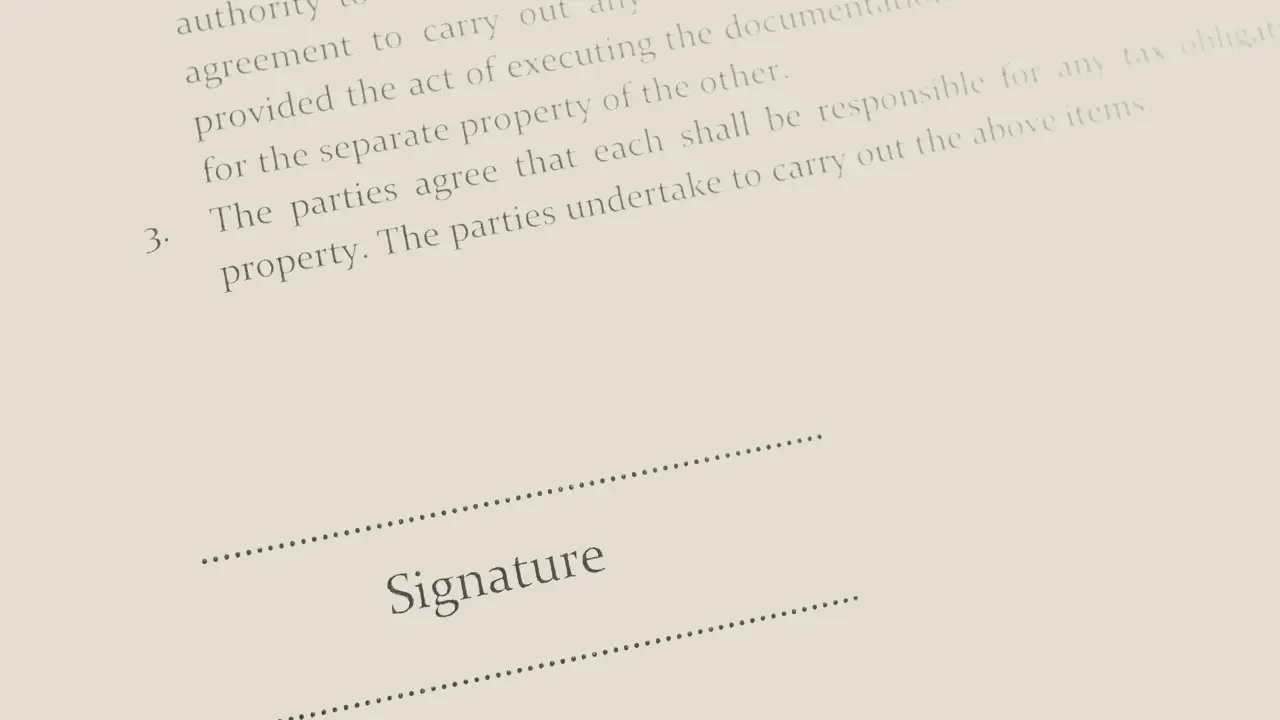 authority
agreement to carry out any
provided the act of executing the documentation
for the separate property of the other.
3. The parties agree that each shall be responsible for any tax
property. The parties undertake to carry out the above items.
Signature